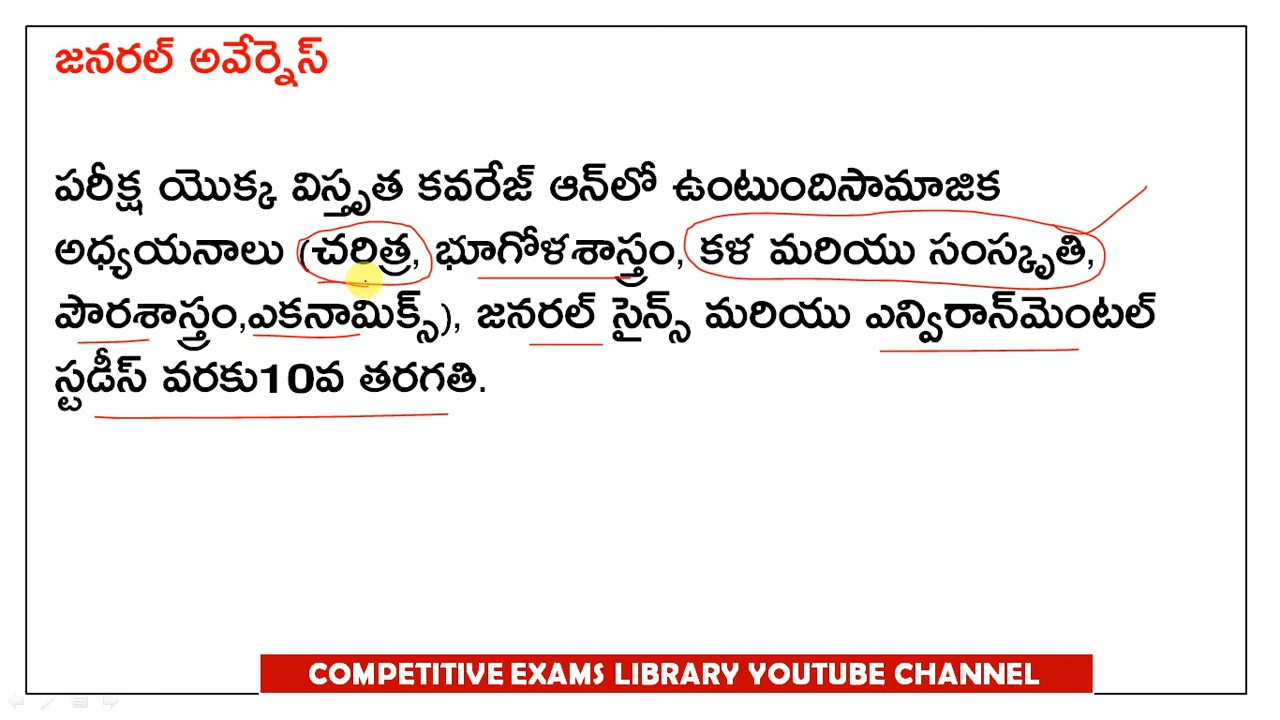 జనరల్ అవేర్నెస్
పరీక్ష యొక్క విస్తృత కవరేజ్ ఆన్‌లో ఉంటుందిసామాజిక
అధ్యయనాలు (చరిత్ర, భూగోళశాస్త్రం, కళ మరియు సంస్కృతి,
పౌరశాస్త్రం,ఎకనామిక్స్), జనరల్ సైన్స్ మరియు ఎన్విరాన్‌మెంటల్
స్టడీస్ వరకు10వ తరగతి.
COMPETITIVE EXAMS LIBRARY YOUTUBE CHANNEL